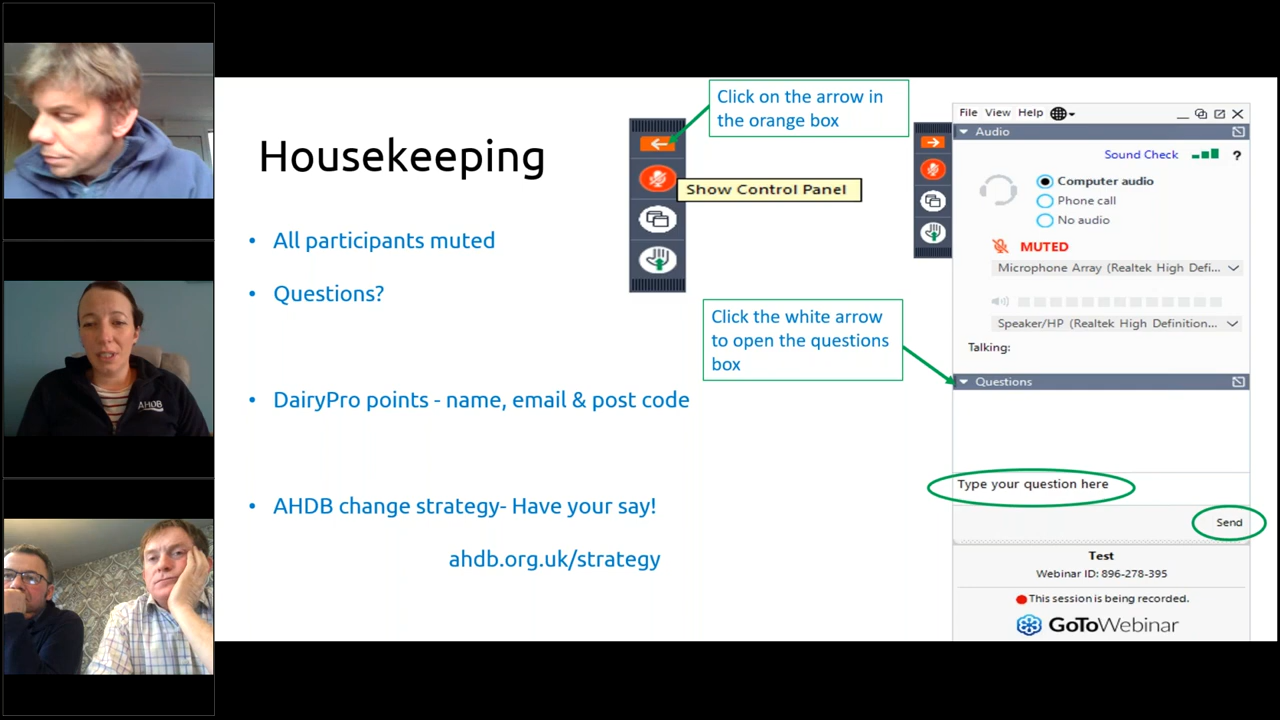 Housekeeping
• All participants muted
• Questions?
• DairyPro points - name, email & post code
• AHDB change strategy- Have your say!
ahdb.org.uk/strategy
Click on the arrow in
the orange box
Show Control Panel
Click the white arrow
to open the questions
box
File View Help
Audio
Sound Check ?
Computer audio
Phone call
No audio
MUTED
Microphone Array (Realtek High Defi...
Speaker/HP (Realtek High Definition...
Talking:
Questions
Type your question here
Send
Test
Webinar ID: 896-278-395
This session is being recorded.
GoToWebinar
AHDB